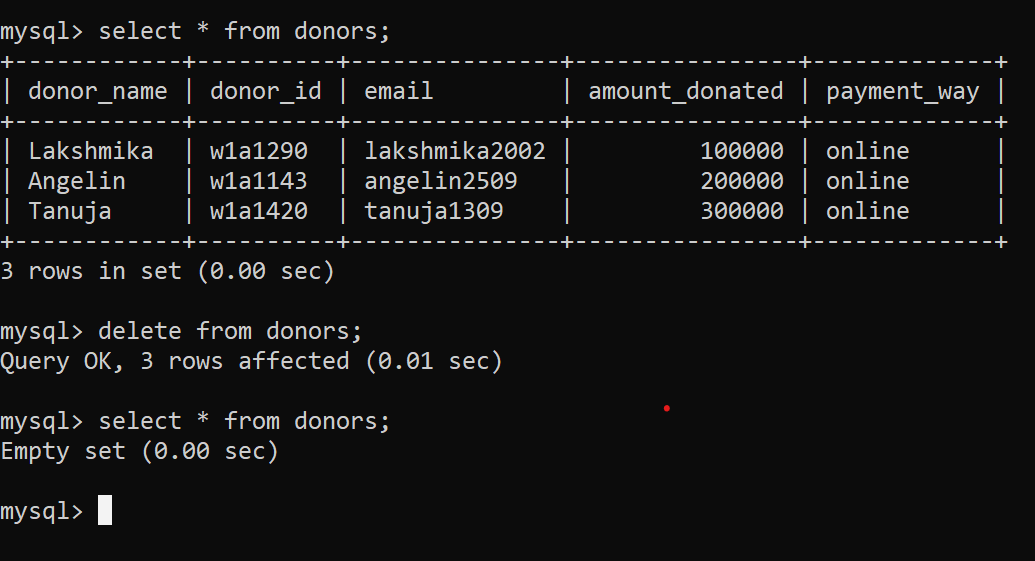 mysql> select * from donors;
+------------+----------+---------------+----------------+-------------+
| donor_name | donor_id | email         | amount_donated | payment_way |
+------------+----------+---------------+----------------+-------------+
| Lakshmika  | w1a1290  | lakshmika2002 |         100000 | online      |
| Angelin    | w1a1143  | angelin2509   |         200000 | online      |
| Tanuja     | w1a1420  | tanuja1309    |         300000 | online      |
+------------+----------+---------------+----------------+-------------+
3 rows in set (0.00 sec)
mysql> delete from donors;
Query OK, 3 rows affected (0.01 sec)
mysql> select * from donors;
Empty set (0.00 sec)
mysql>